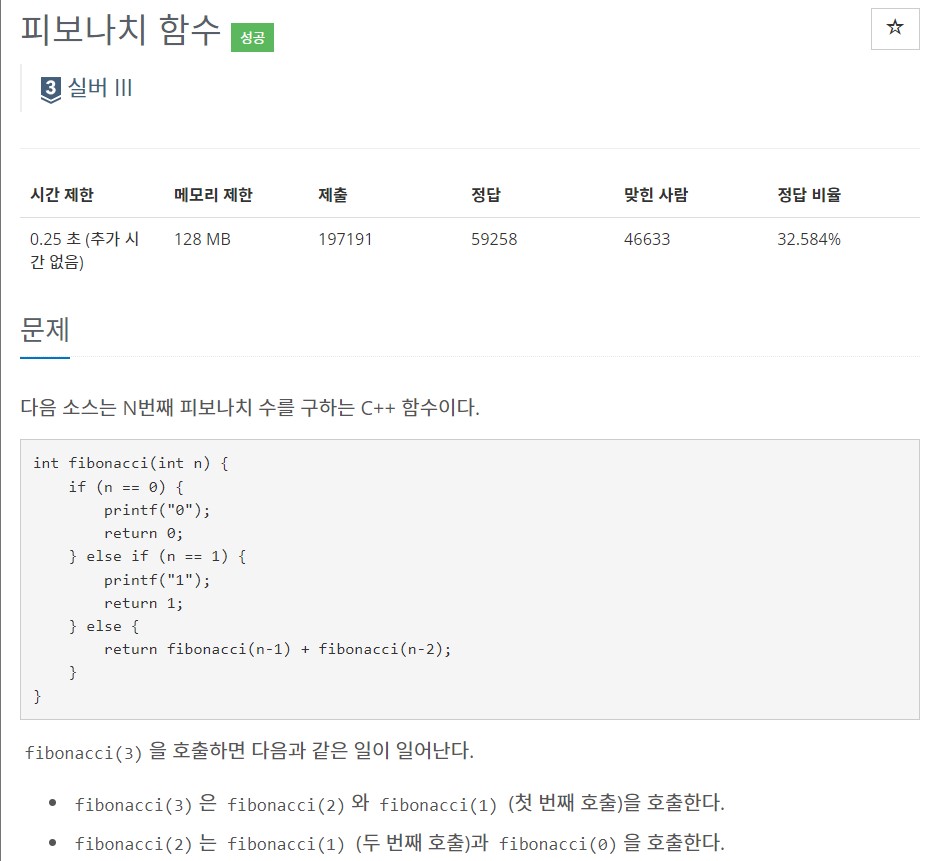 피보나치 함수 성공
☆
3 실버 III
시간 제한 메모리 제한 제출 정답 맞힌 사람 정답 비율
0.25 초 (추가 시 128 MB 197191 59258 46633 32.584%
간 없음)
문제
다음 소스는 N번째 피보나치 수를 구하는 C++ 함수이다.
int fibonacci(int n) {
    if (n == 0) {
        printf("0");
        return 0;
    } else if (n == 1) {
        printf("1");
        return 1;
    } else {
        return fibonacci(n-1) + fibonacci(n-2);
    }
}
fibonacci(3) 을 호출하면 다음과 같은 일이 일어난다.
• fibonacci(3) 은 fibonacci(2) 와 fibonacci(1) (첫 번째 호출)을 호출한다.
• fibonacci(2) 는 fibonacci(1) (두 번째 호출)과 fibonacci(0) 을 호출한다.